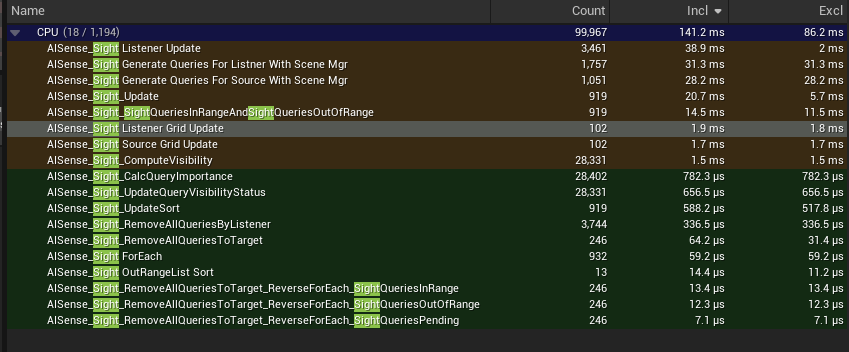 Name Count Incl Excl
CPU (18 / 1,194) 99,967 141.2 ms 86.2 ms
AISense_Sight Listener Update 3,461 38.9 ms 2 ms
AISense_Sight Generate Queries For Listner With Scene Mgr 1,757 31.3 ms 31.3 ms
AISense_Sight Generate Queries For Source With Scene Mgr 1,051 28.2 ms 28.2 ms
AISense_Sight_Update 919 20.7 ms 5.7 ms
AISense_Sight_SightQueriesInRangeAndSightQueriesOutOfRange 919 14.5 ms 11.5 ms
AISense_Sight Listener Grid Update 102 1.9 ms 1.8 ms
AISense_Sight Source Grid Update 102 1.7 ms 1.7 ms
AISense_Sight_ComputeVisibility 28,331 1.5 ms 1.5 ms
AISense_Sight_CalcQueryImportance 28,402 782.3 µs 782.3 µs
AISense_Sight_UpdateQueryVisibilityStatus 28,331 656.5 µs 656.5 µs
AISense_Sight_UpdateSort 919 588.2 µs 517.8 µs
AISense_Sight_RemoveAllQueriesByListener 3,744 336.5 µs 336.5 µs
AISense_Sight_RemoveAllQueriesToTarget 246 64.2 µs 31.4 µs
AISense_Sight ForEach 932 59.2 µs 59.2 µs
AISense_Sight OutRangeList Sort 13 14.4 µs 11.2 µs
AISense_Sight_RemoveAllQueriesToTarget_ReverseForEach_SightQueriesInRange 246 13.4 µs 13.4 µs
AISense_Sight_RemoveAllQueriesToTarget_ReverseForEach_SightQueriesOutOfRange 246 12.3 µs 12.3 µs
AISense_Sight_RemoveAllQueriesToTarget_ReverseForEach_SightQueriesPending 246 7.1 µs 7.1 µs